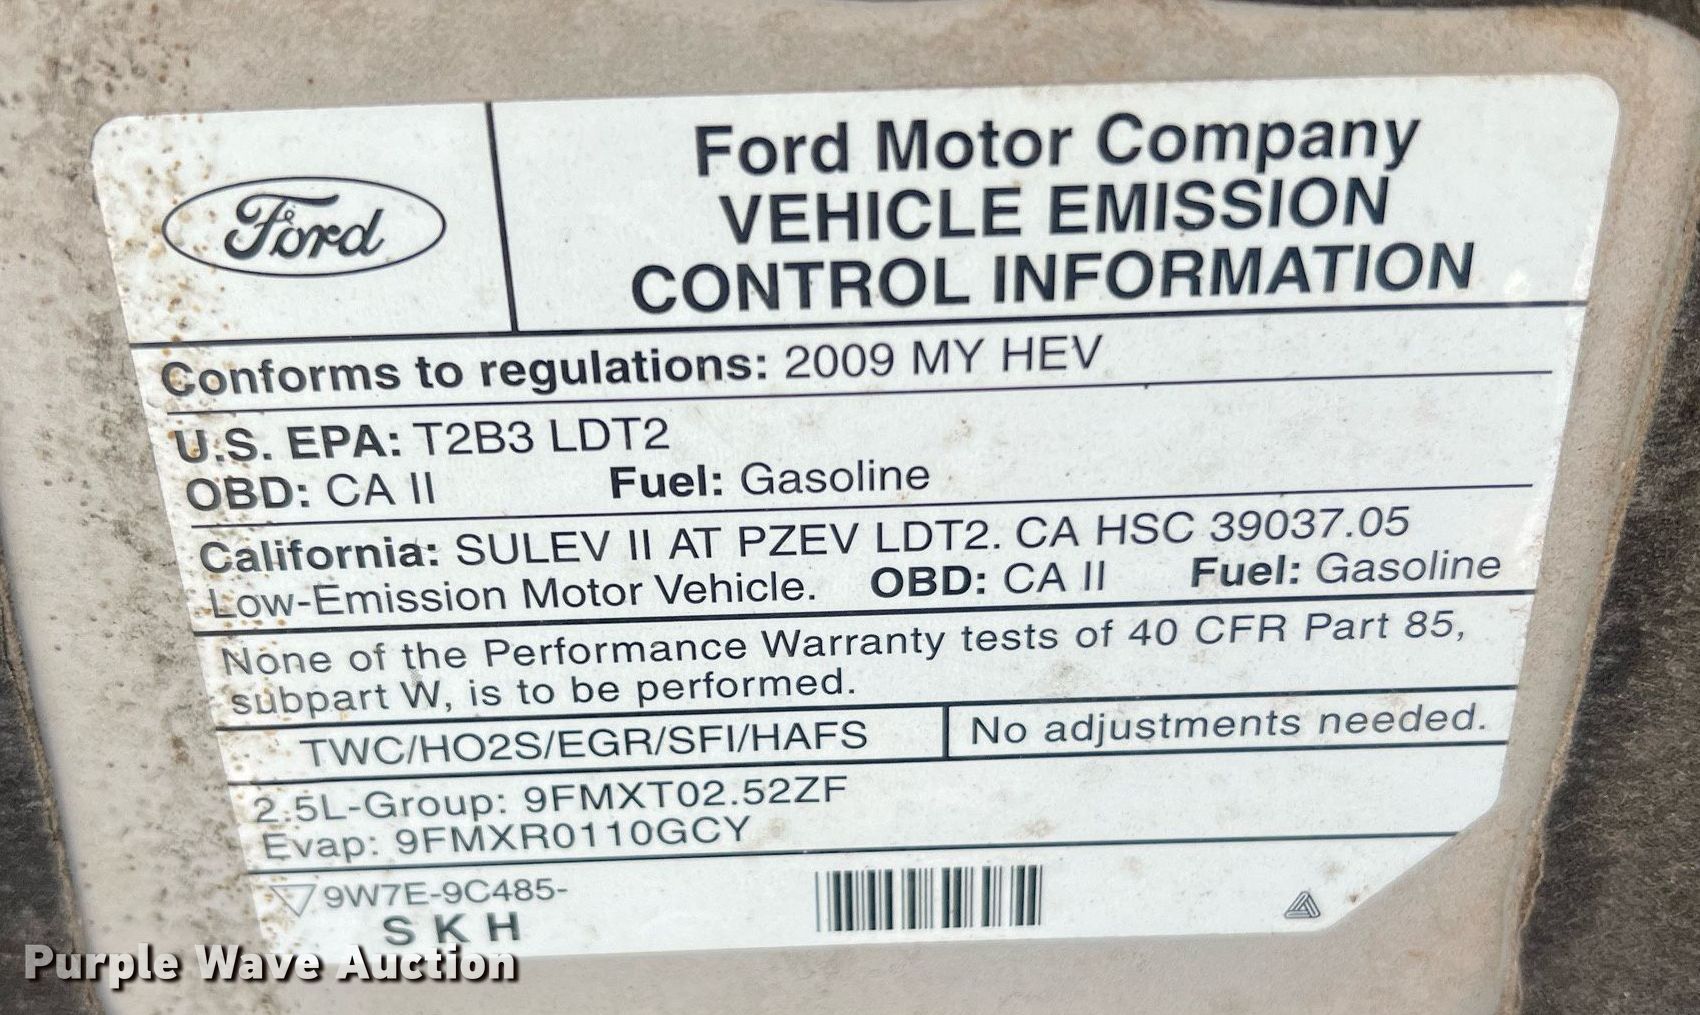 Ford
Ford Motor Company
VEHICLE EMISSION
CONTROL INFORMATION
Conforms to regulations: 2009 MY HEV
U.S. EPA: T2B3 LDT2
OBD: CA II Fuel: Gasoline
California: SULEV II AT PZEV LDT2. CA HSC 39037.05
Low-Emission Motor Vehicle. OBD: CA II Fuel: Gasoline
None of the Performance Warranty tests of 40 CFR Part 85,
subpart W, is to be performed.
TWC/HO2S/EGR/SFI/HAFS
No adjustments needed.
2.5L-Group: 9FMXT02.52ZF
Evap: 9FMXR0110GCY
9W7E-9C485-
S K H
Purple Wave Auction